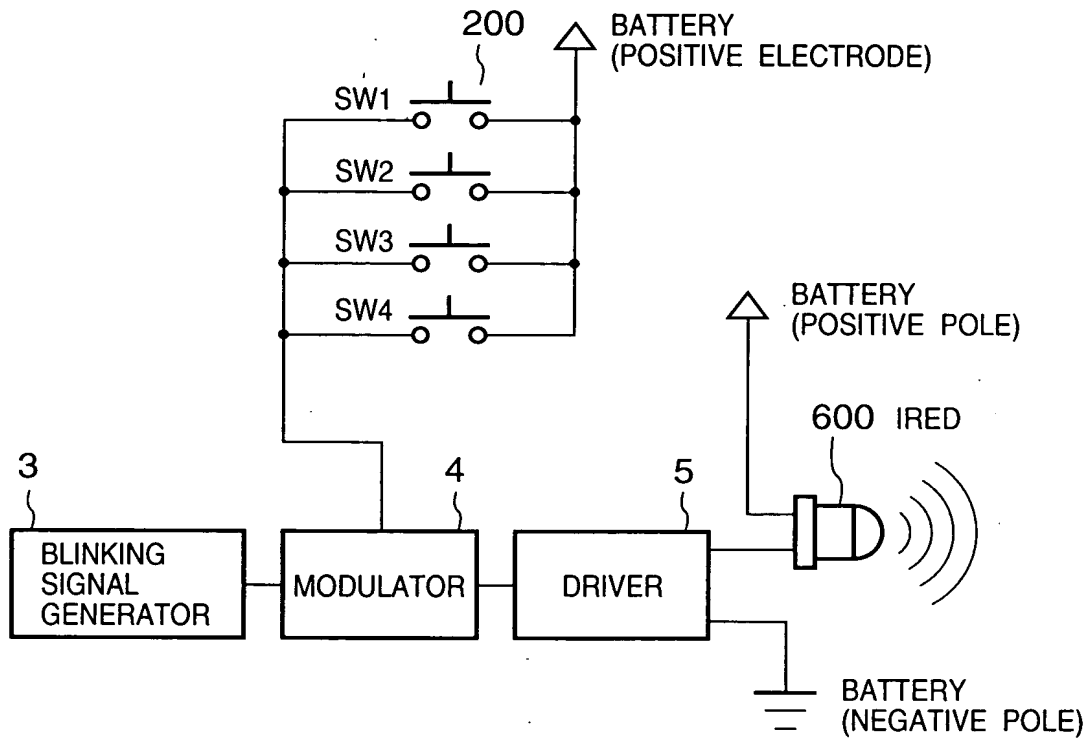 200
BATTERY
(POSITIVE ELECTRODE)
SW1
SW2
SW3
SW4
BATTERY
(POSITIVE POLE)
600 IRED
3
4
5
BLINKING
SIGNAL
GENERATOR
MODULATOR
DRIVER
BATTERY
(NEGATIVE POLE)